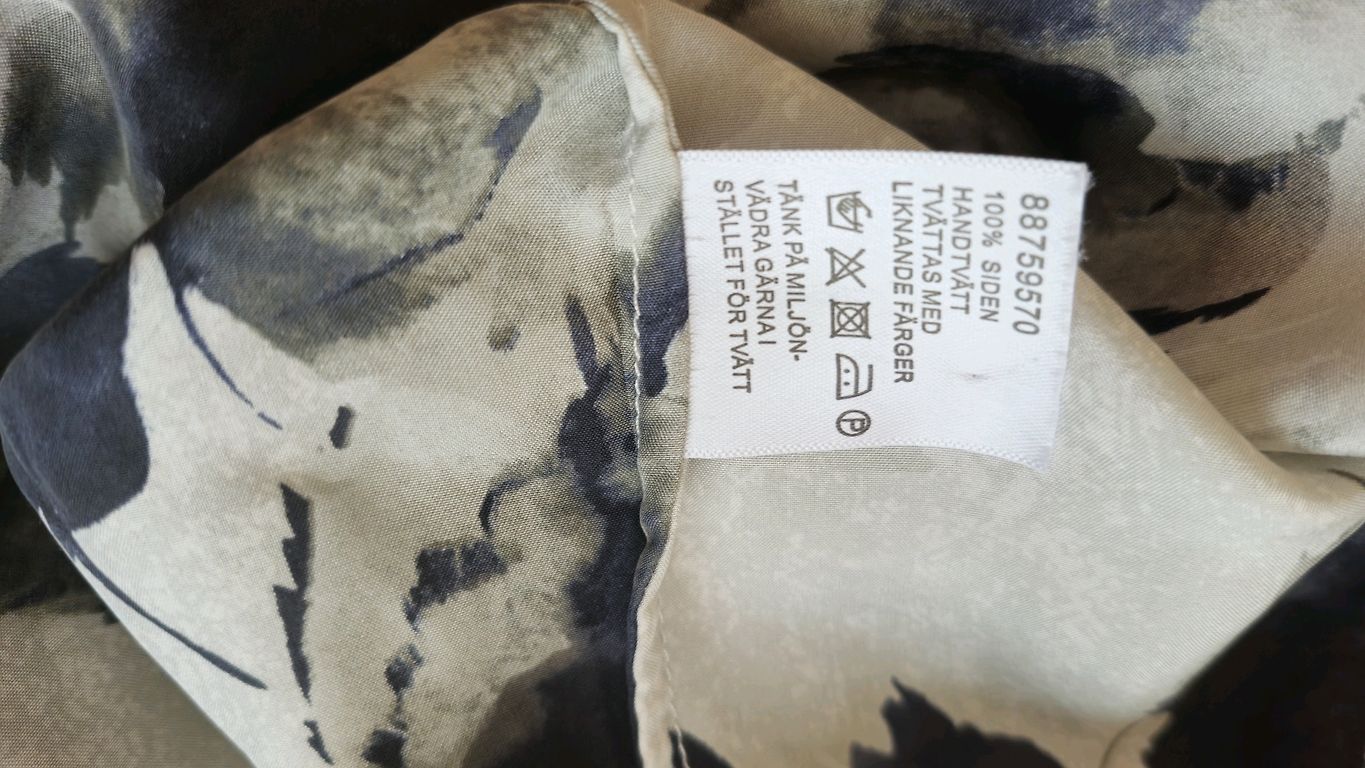 88759570
100% SIDEN
HANDTVÄTT
TVÄTTAS MED
LIKNANDE FÄRGER
P
TÄNK PÅ MILJÖN-
VÄDRA GÄRNA I
STÄLLET FÖR TVÄTT